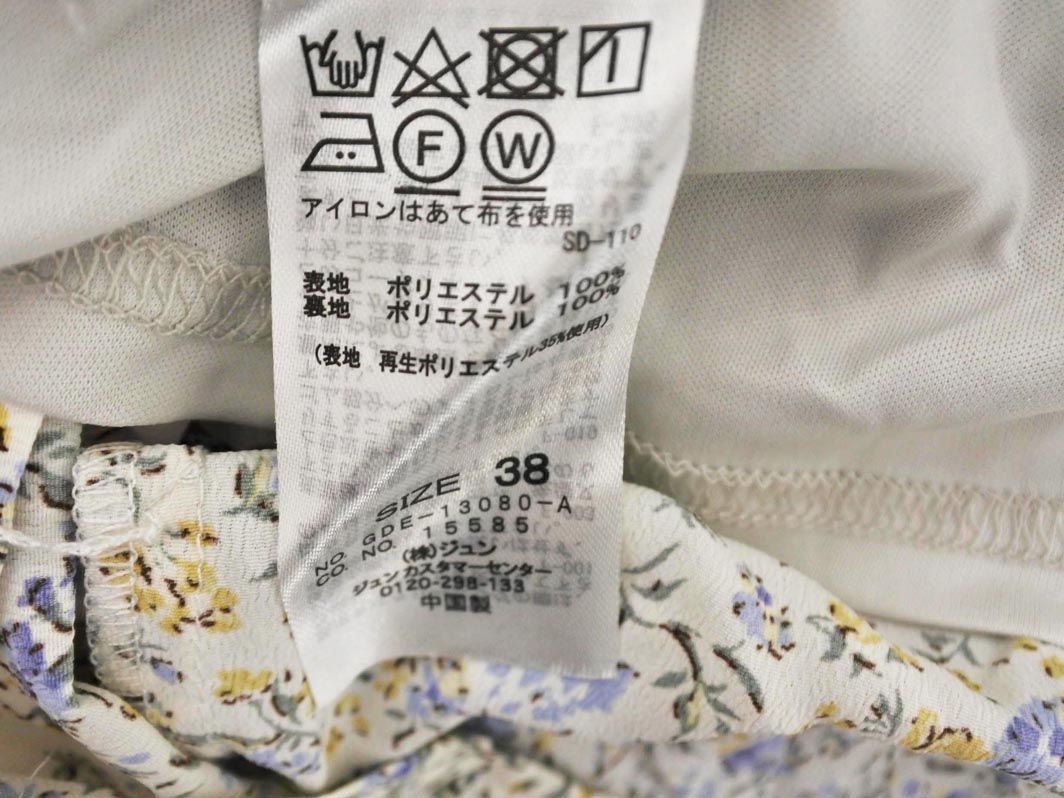 F W
アイロンはあて布を使用
SD-110
表地 ポリエステル 100%
裏地 ポリエステル 100%
(表地 再生ポリエステル35%使用)
SIZE 38
NO. GDE-13080-A
CO. NO. 15585
(株)ジュン
ジュン カスタマーセンター
0120-298-133
中国製